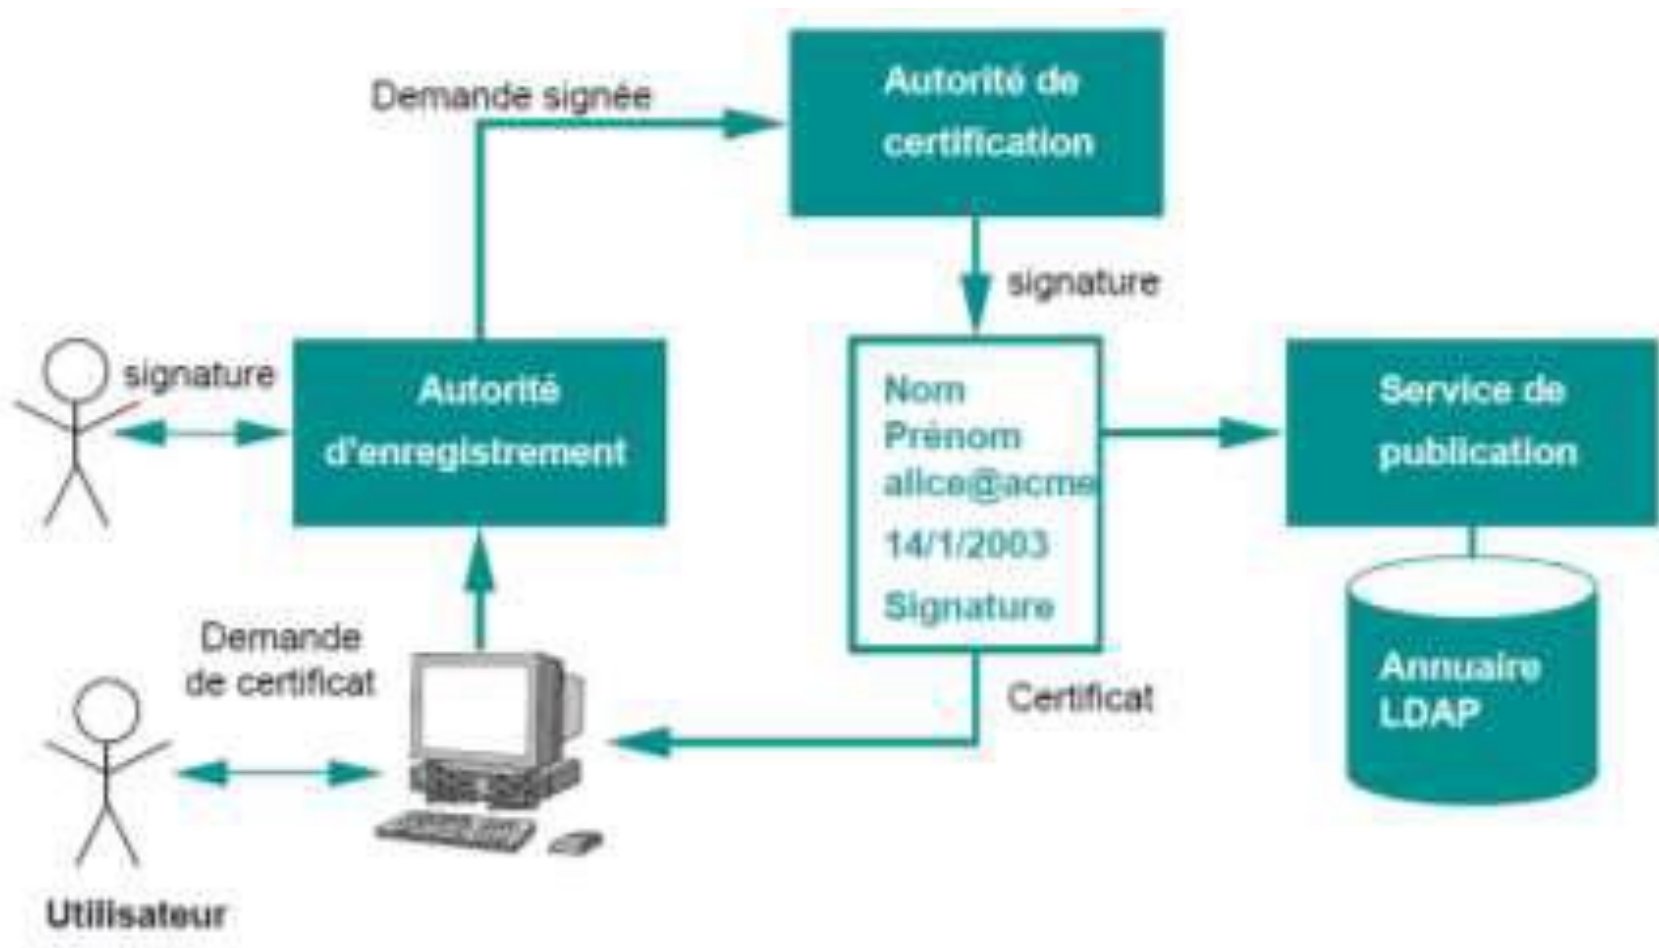 Demande signée
Autorité de
certification
signature
signature
Autorité
d'enregistrement
Nom
Prénom
alice@acme
14/1/2003
Signature
Service de
publication
Demande
de certificat
Certificat
Annuaire
LDAP
Utilisateur